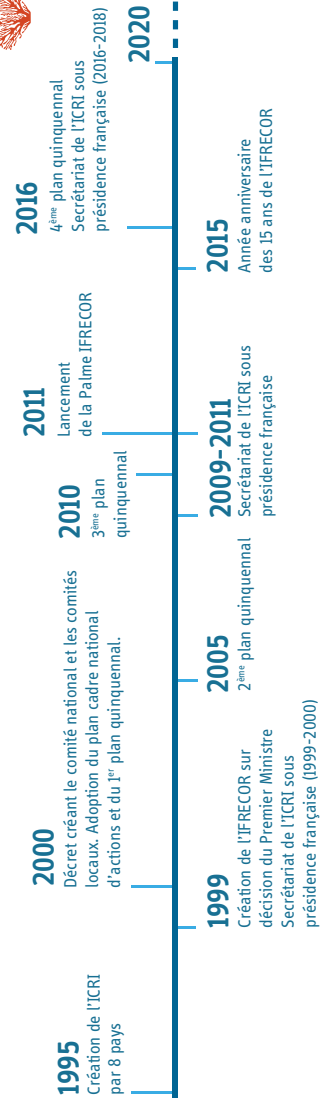 1995
Création de l'ICRI
par 8 pays
1999
Création de l'IFRECOR sur
décision du Premier Ministre
Secrétariat de l'ICRI sous
présidence française (1999-2000)
2000
Décret créant le comité national et les comités
locaux. Adoption du plan cadre national
d'actions et du 1er plan quinquennal.
2005
2ème plan quinquennal
2009-2011
Secrétariat de l'ICRI sous
présidence française
2010
3ème plan
quinquennal
2011
Lancement
de la Palme IFRECOR
2015
Année anniversaire
des 15 ans de l'IFRECOR
2016
4ème plan quinquennal
Secrétariat de l'ICRI sous
présidence française (2016-2018)
2020